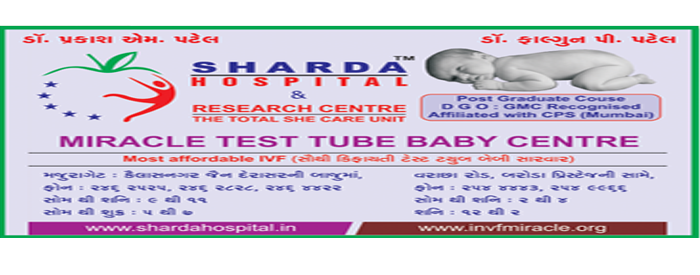 ડૉ. પ્રકાશ એમ. પટેલ
ડૉ. ફાલ્ગુન પી. પટેલ
SHARDA™
HOSPITAL
&
RESEARCH CENTRE
THE TOTAL SHE CARE UNIT
Post Graduate Couse
D G O : GMC Recognised
Affiliated with CPS (Mumbai)
MIRACLE TEST TUBE BABY CENTRE
Most affordable IVF (સૌથી કિફાયતી ટેસ્ટ ટયુબ બેબી સારવાર)
મજુરાગેટ : કૈલાસનગર જૈન દેરાસરની બાજુમાં,
ફોન : ૨૪૬ ૨૫૨૫, ૨૪૬ ૨૮૨૮, ૨૪૬ ૪૪૨૨
સોમ થી શનિ : ૯ થી ૧૧
સોમ થી શુક્ર : ૫ થી ૭
વરાછા રોડ, બરોડા પ્રિસ્ટેજની સામે,
ફોન : ૨૫૪ ૪૪૪૩, ૨૫૪ ૯૯૬૬
સોમ થી શનિ : ૨ થી ૪
શનિ : ૧૨ થી ૨
www.shardahospital.in
www.invfmiracle.org